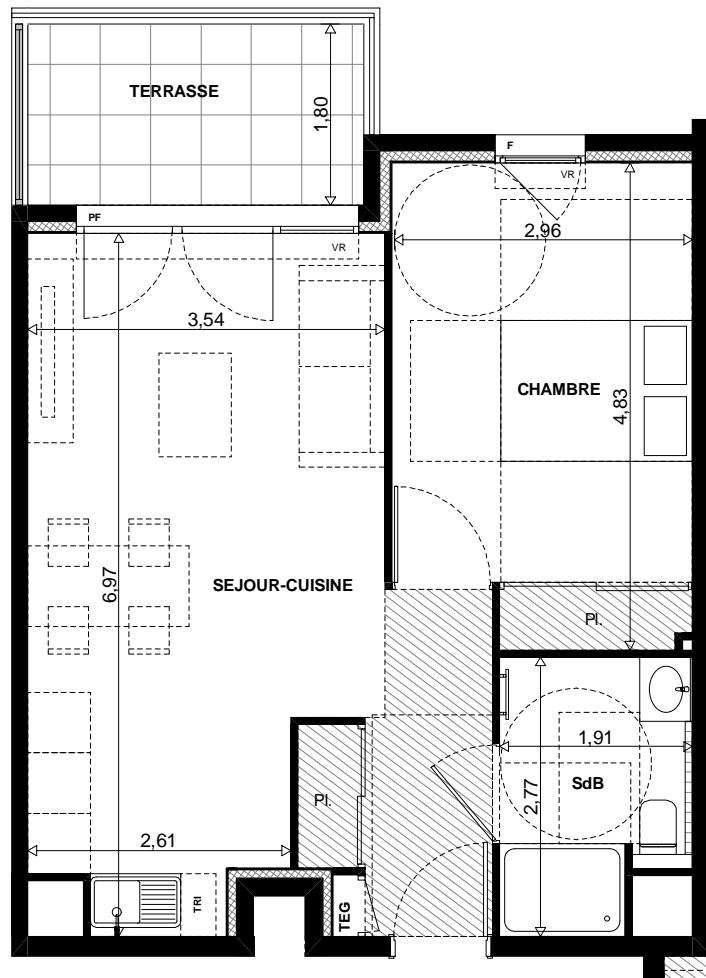 TERRASSE
1,80
F
VR
PF
VR
2,96
3,54
CHAMBRE
4,83
6,97
SEJOUR-CUISINE
Pl.
1,91
SdB
2,77
Pl.
2,61
TRI
TEG